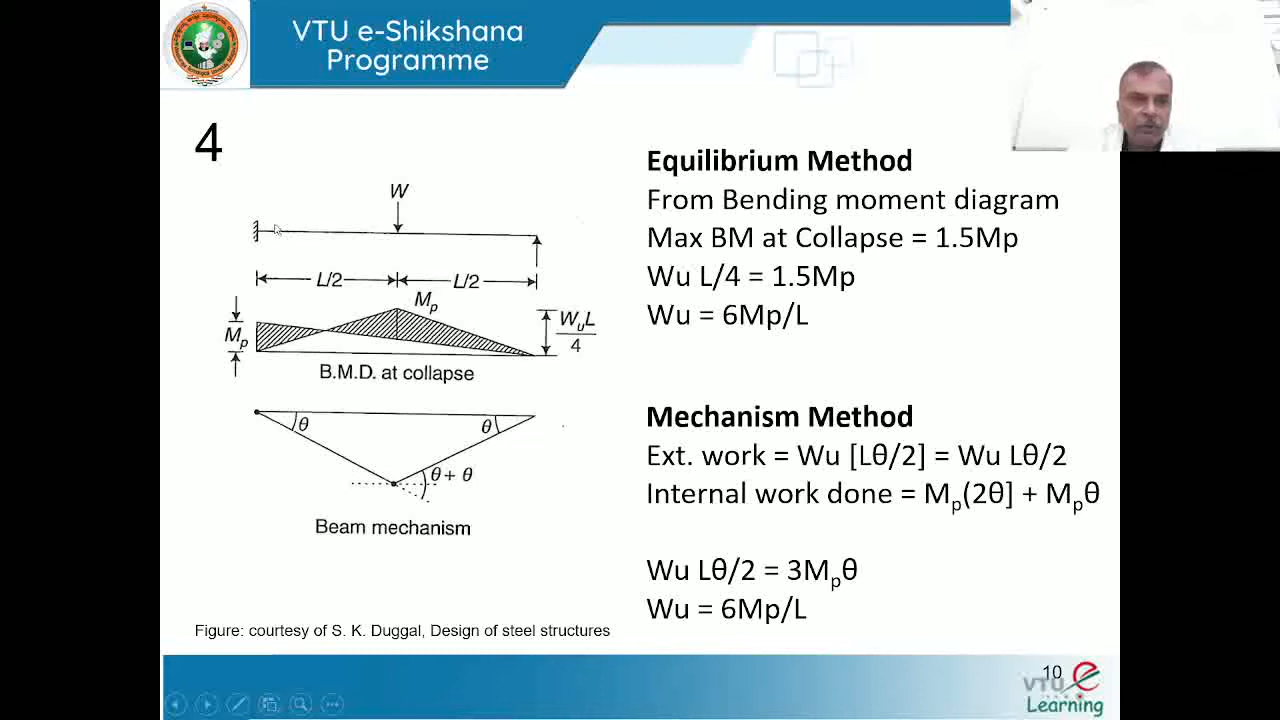 VTU e-Shikshana
Programme
4
W
L/2
L/2
Mp
Mp
WuL
4
B.M.D. at collapse
θ
θ
θ + θ
Beam mechanism
Figure: courtesy of S. K. Duggal, Design of steel structures
Equilibrium Method
From Bending moment diagram
Max BM at Collapse = 1.5Mp
Wu L/4 = 1.5Mp
Wu = 6Mp/L
Mechanism Method
Ext. work = Wu [Lθ/2] = Wu Lθ/2
Internal work done = Mp(2θ] + Mpθ
Wu Lθ/2 = 3Mpθ
Wu = 6Mp/L
10
VTU e
Learning